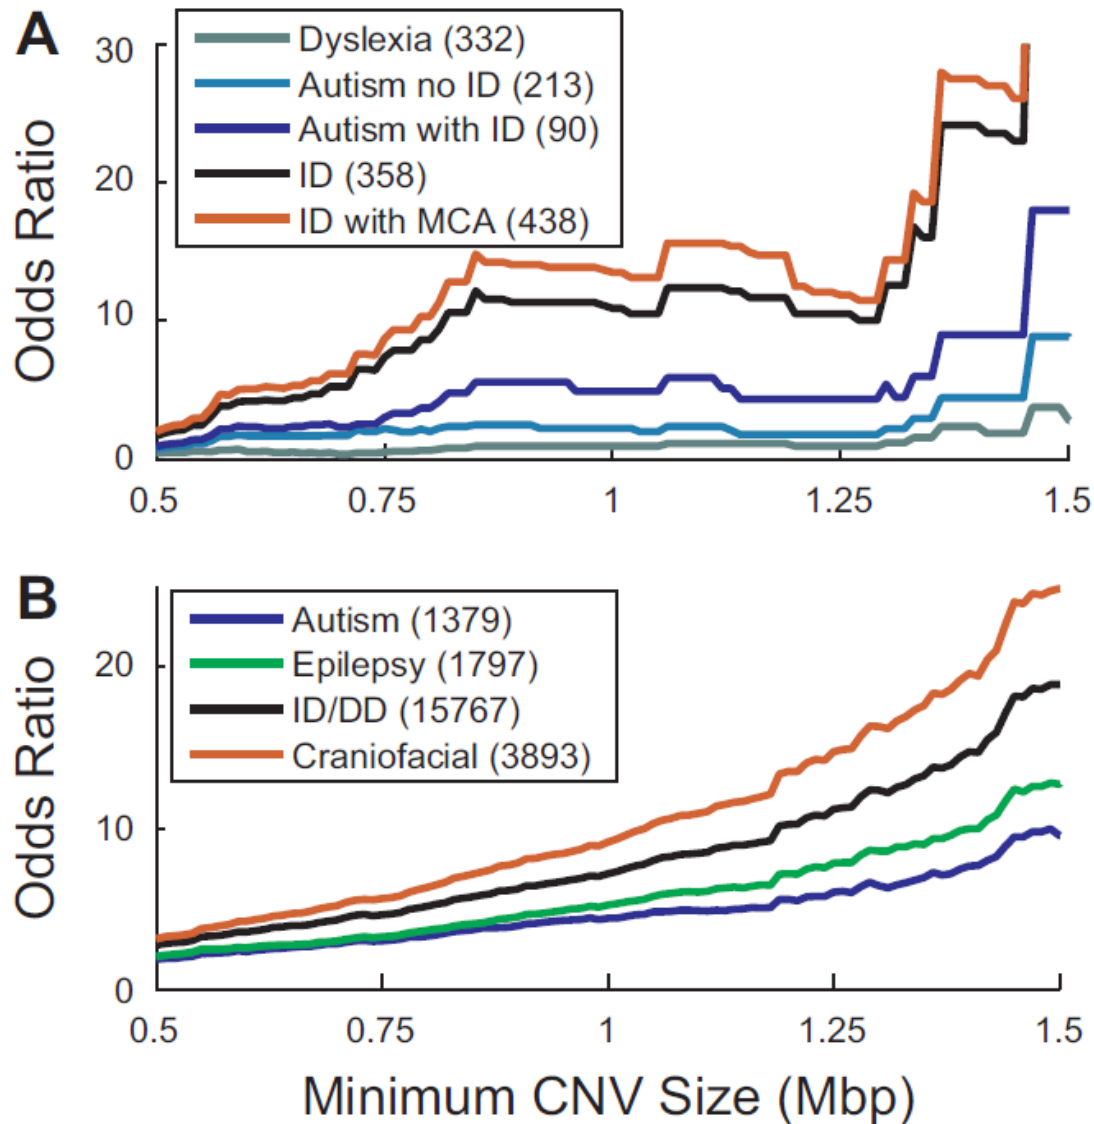 A
Dyslexia (332)
Autism no ID (213)
Autism with ID (90)
ID (358)
ID with MCA (438)
Odds Ratio
30
20
10
0
0.5 0.75 1 1.25 1.5
B
Autism (1379)
Epilepsy (1797)
ID/DD (15767)
Craniofacial (3893)
Odds Ratio
20
10
0
0.5 0.75 1 1.25 1.5
Minimum CNV Size (Mbp)